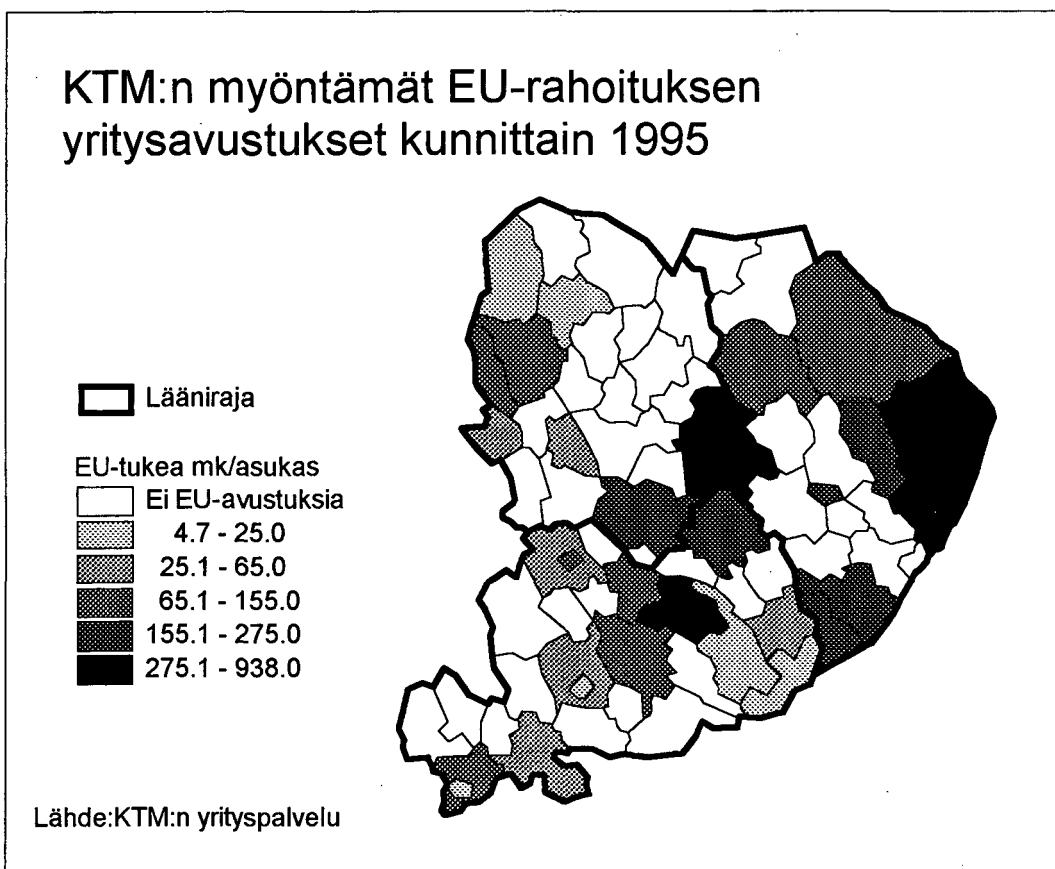 KTM:n myöntämät EU-rahoituksen
yritysavustukset kunnittain 1995
Lääniraja
EU-tukea mk/asukas
Ei EU-avustuksia
4.7 - 25.0
25.1 - 65.0
65.1 - 155.0
155.1 - 275.0
275.1 - 938.0
Lähde:KTM:n yrityspalvelu